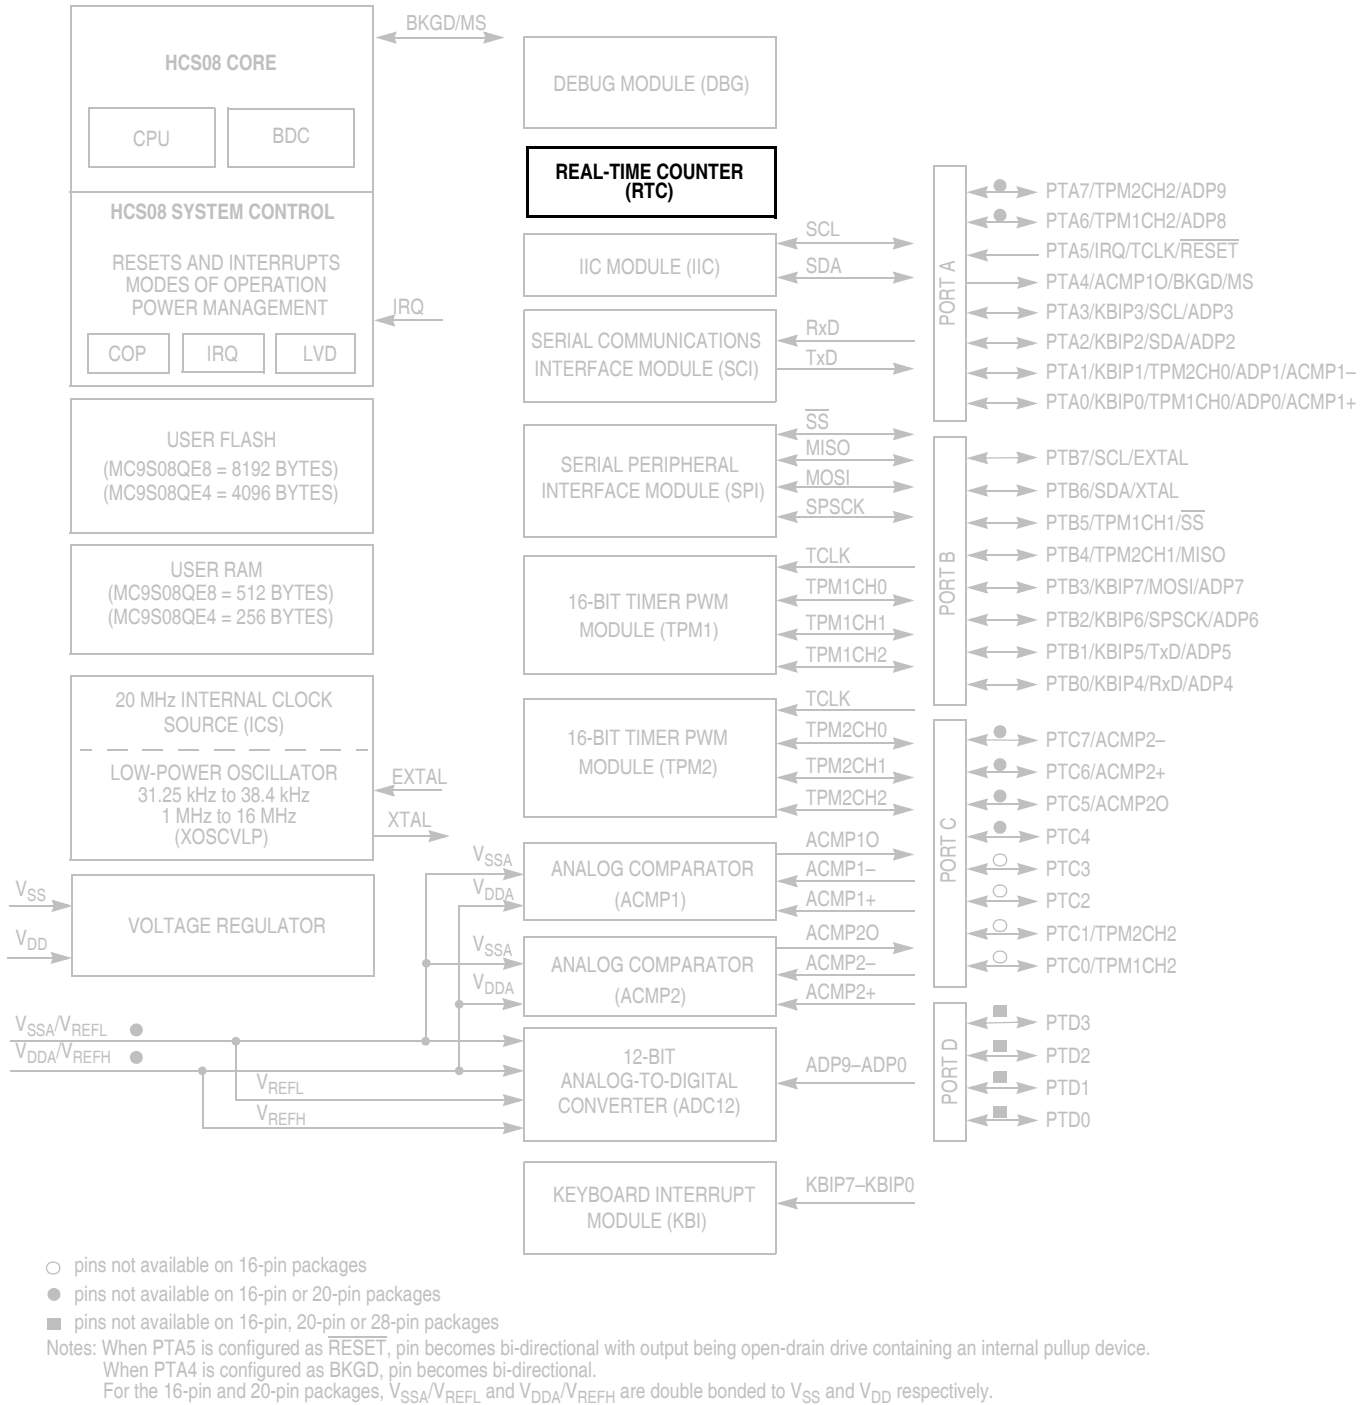 HCS08 CORE
CPU
BDC
BKGD/MS
HCS08 SYSTEM CONTROL
RESETS AND INTERRUPTS
MODES OF OPERATION
POWER MANAGEMENT
COP
IRQ
LVD
IRQ
USER FLASH
(MC9S08QE8 = 8192 BYTES)
(MC9S08QE4 = 4096 BYTES)
USER RAM
(MC9S08QE8 = 512 BYTES)
(MC9S08QE4 = 256 BYTES)
20 MHz INTERNAL CLOCK
SOURCE (ICS)
LOW-POWER OSCILLATOR
31.25 kHz to 38.4 kHz
1 MHz to 16 MHz
(XOSCVLP)
EXTAL
XTAL
VSS
VDD
VOLTAGE REGULATOR
VSSA/VREFL
VDDA/VREFH
VREFL
VREFH
VSSA
VDDA
VSSA
VDDA
DEBUG MODULE (DBG)
REAL-TIME COUNTER
(RTC)
IIC MODULE (IIC)
SCL
SDA
SERIAL COMMUNICATIONS
INTERFACE MODULE (SCI)
RxD
TxD
SERIAL PERIPHERAL
INTERFACE MODULE (SPI)
SS
MISO
MOSI
SPSCK
16-BIT TIMER PWM
MODULE (TPM1)
TCLK
TPM1CH0
TPM1CH1
TPM1CH2
16-BIT TIMER PWM
MODULE (TPM2)
TCLK
TPM2CH0
TPM2CH1
TPM2CH2
ANALOG COMPARATOR
(ACMP1)
ACMP1O
ACMP1–
ACMP1+
ANALOG COMPARATOR
(ACMP2)
ACMP2O
ACMP2–
ACMP2+
12-BIT
ANALOG-TO-DIGITAL
CONVERTER (ADC12)
ADP9–ADP0
KEYBOARD INTERRUPT
MODULE (KBI)
KBIP7–KBIP0
PORT A
PTA7/TPM2CH2/ADP9
PTA6/TPM1CH2/ADP8
PTA5/IRQ/TCLK/RESET
PTA4/ACMP1O/BKGD/MS
PTA3/KBIP3/SCL/ADP3
PTA2/KBIP2/SDA/ADP2
PTA1/KBIP1/TPM2CH0/ADP1/ACMP1–
PTA0/KBIP0/TPM1CH0/ADP0/ACMP1+
PORT B
PTB7/SCL/EXTAL
PTB6/SDA/XTAL
PTB5/TPM1CH1/SS
PTB4/TPM2CH1/MISO
PTB3/KBIP7/MOSI/ADP7
PTB2/KBIP6/SPSCK/ADP6
PTB1/KBIP5/TxD/ADP5
PTB0/KBIP4/RxD/ADP4
PORT C
PTC7/ACMP2–
PTC6/ACMP2+
PTC5/ACMP2O
PTC4
PTC3
PTC2
PTC1/TPM2CH2
PTC0/TPM1CH2
PORT D
PTD3
PTD2
PTD1
PTD0
pins not available on 16-pin packages
pins not available on 16-pin or 20-pin packages
pins not available on 16-pin, 20-pin or 28-pin packages
Notes: When PTA5 is configured as RESET, pin becomes bi-directional with output being open-drain drive containing an internal pullup device.
When PTA4 is configured as BKGD, pin becomes bi-directional.
For the 16-pin and 20-pin packages, VSSA/VREFL and VDDA/VREFH are double bonded to VSS and VDD respectively.